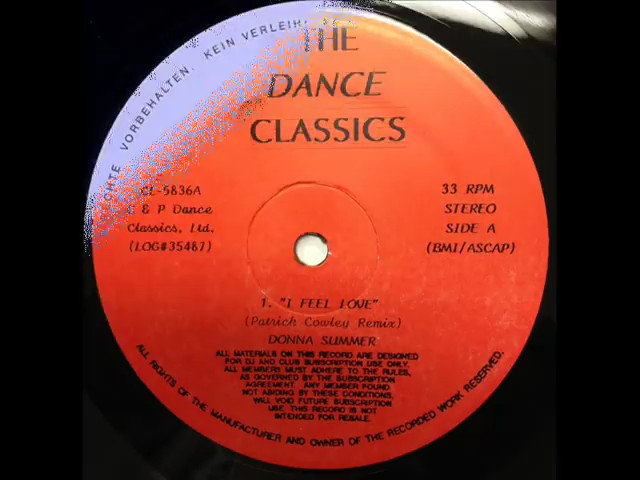 THE
DANCE
CLASSICS
-5836A
& P Dance
Classics, Ltd.
(LOG#35487)
33 RPM
STEREO
SIDE A
(BMI/ASCAP)
1. "I FEEL LOVE"
(Patrick Cowley Remix)
DONNA SUMMER
ALL MATERIALS ON THIS RECORD ARE DESIGNED
FOR DJ AND CLUB SUBSCRIPTION USE ONLY.
ALL MEMBERS MUST ADHERE TO THE RULES,
AS GOVERNED BY THE SUBSCRIPTION
AGREEMENT. ANY MEMBER FOUND
NOT ABIDING BY THESE CONDITIONS,
WILL VOID FUTURE SUBSCRIPTION
USE THIS RECORD IS NOT
INTENDED FOR RESALE.
ALL RIGHTS OF THE MANUFACTURER AND OWNER OF THE RECORDED WORK RESERVED.
VORBEHALTEN. KEIN VERLEIH!